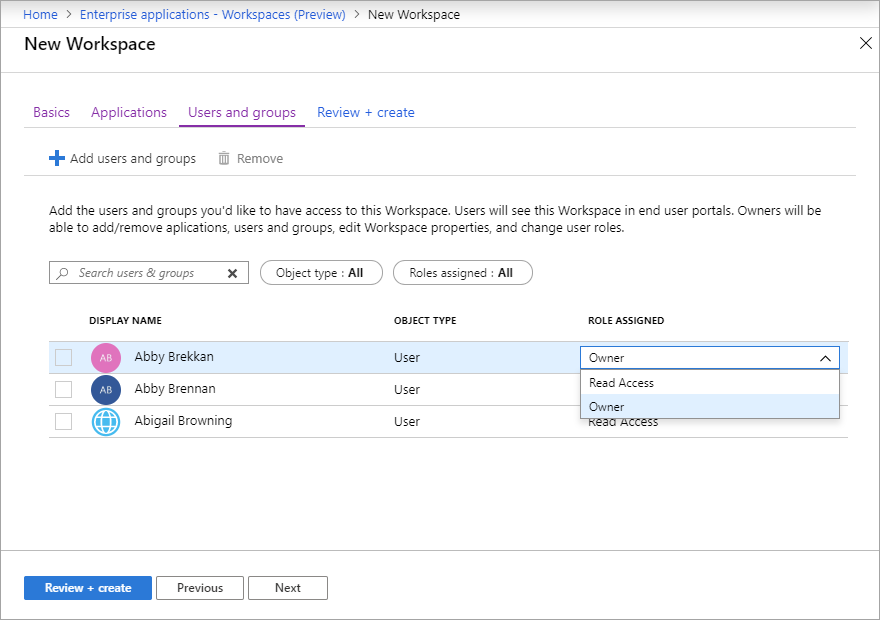 Home > Enterprise applications - Workspaces (Preview) > New Workspace
New Workspace
Basics Applications Users and groups Review + create
Add users and groups Remove
Add the users and groups you'd like to have access to this Workspace. Users will see this Workspace in end user portals. Owners will be
able to add/remove aplications, users and groups, edit Workspace properties, and change user roles.
Search users & groups Object type : All Roles assigned : All
DISPLAY NAME OBJECT TYPE ROLE ASSIGNED
AB Abby Brekkan User Owner
Read Access
AB Abby Brennan User
Owner
Abigail Browning User Read Access
Review + create Previous Next